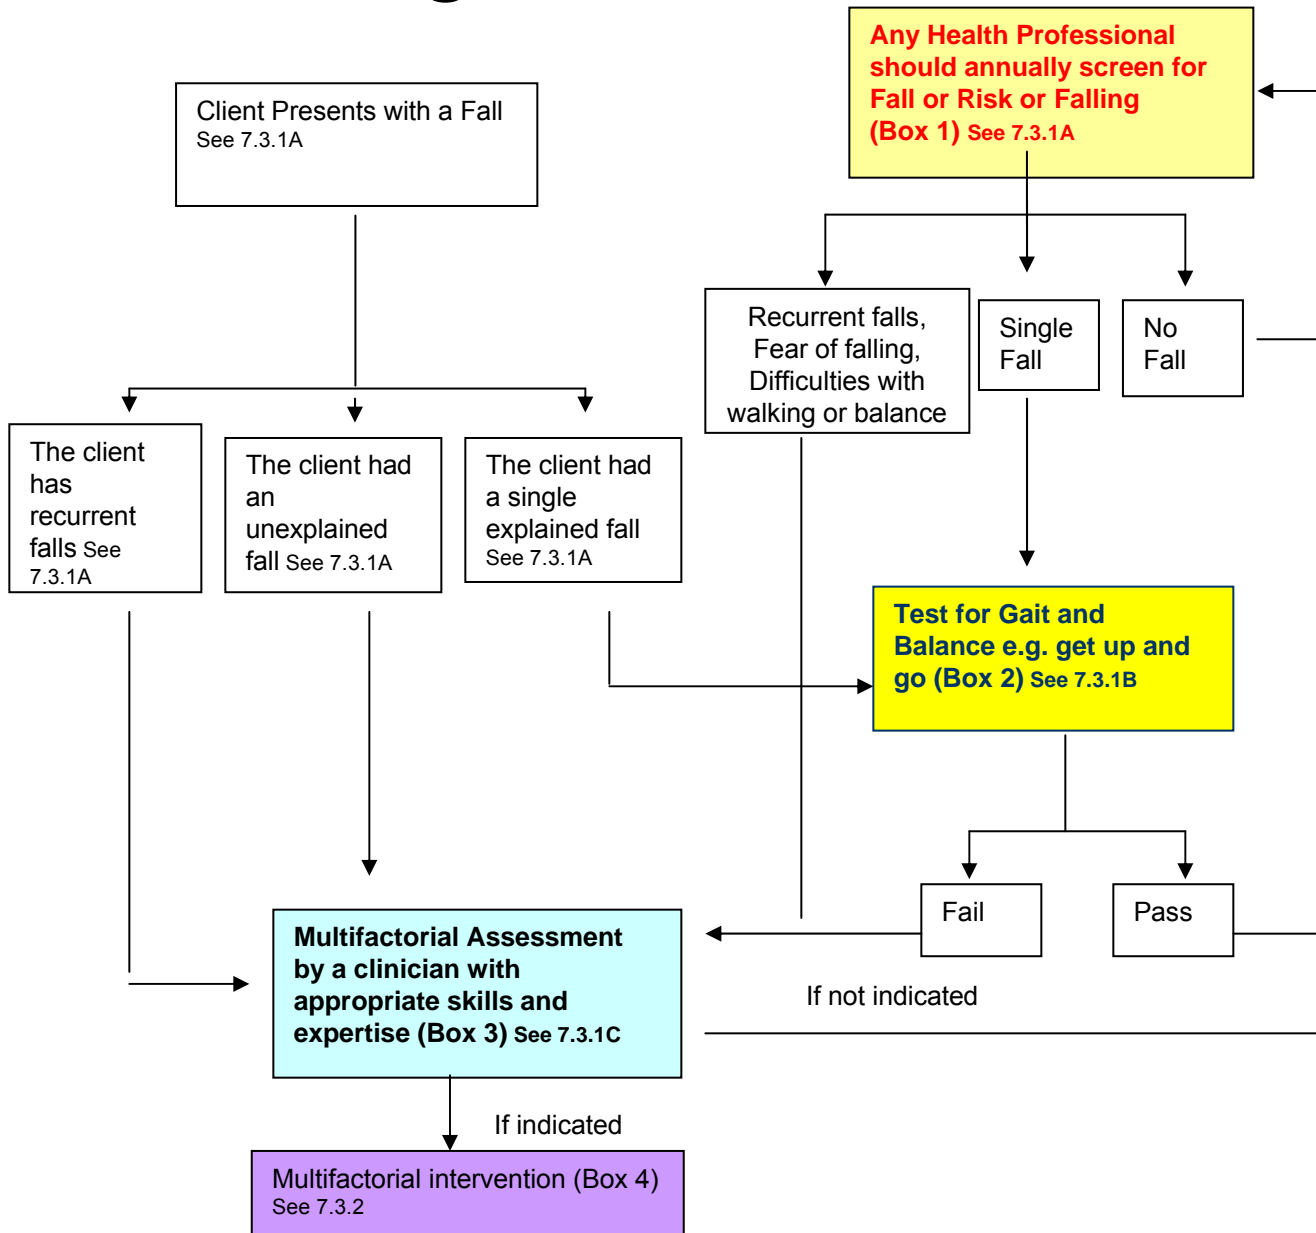 Any Health Professional
should annually screen for
Fall or Risk or Falling
(Box 1) See 7.3.1A
Client Presents with a Fall
See 7.3.1A
Recurrent falls,
Fear of falling,
Difficulties with
walking or balance
Single
Fall
No
Fall
The client
has
recurrent
falls See
7.3.1A
The client had
an
unexplained
fall See 7.3.1A
The client had
a single
explained fall
See 7.3.1A
Test for Gait and
Balance e.g. get up and
go (Box 2) See 7.3.1B
Fail
Pass
Multifactorial Assessment
by a clinician with
appropriate skills and
expertise (Box 3) See 7.3.1C
If not indicated
If indicated
Multifactorial intervention (Box 4)
See 7.3.2